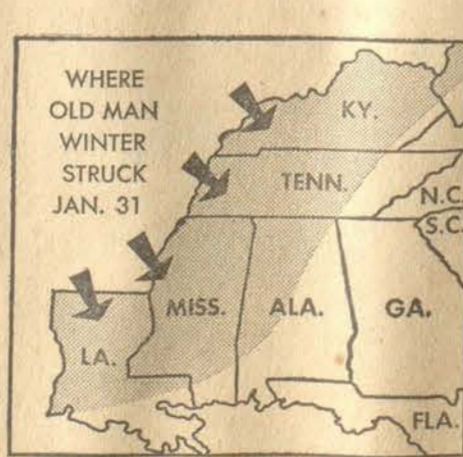 WHERE
OLD MAN
WINTER
STRUCK
JAN. 31
KY.
TENN.
N.C.
S.C.
MISS.
ALA.
GA.
LA.
FLA.